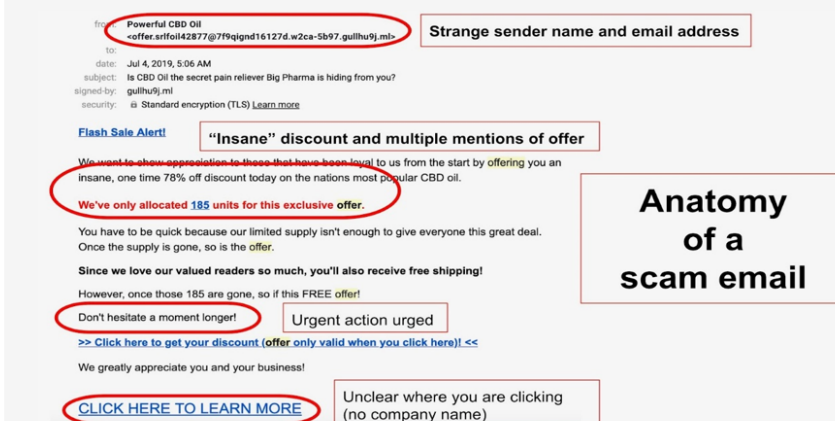 from: Powerful CBD Oil
<offer.srlfoil42877@7f9qignd16127d.w2ca-5b97.gullhu9j.ml>
Strange sender name and email address
to:
date: Jul 4, 2019, 5:06 AM
subject: Is CBD Oil the secret pain reliever Big Pharma is hiding from you?
signed-by: gullhu9j.ml
security: Standard encryption (TLS) Learn more
Flash Sale Alert!
“Insane” discount and multiple mentions of offer
We want to show appreciation to those that have been loyal to us from the start by offering you an
insane, one time 78% off discount today on the nations most popular CBD oil.
We've only allocated 185 units for this exclusive offer.
Anatomy
of a
scam email
You have to be quick because our limited supply isn't enough to give everyone this great deal.
Once the supply is gone, so is the offer.
Since we love our valued readers so much, you'll also receive free shipping!
However, once those 185 are gone, so if this FREE offer!
Don't hesitate a moment longer!
Urgent action urged
>> Click here to get your discount (offer only valid when you click here)! <<
We greatly appreciate you and your business!
CLICK HERE TO LEARN MORE
Unclear where you are clicking
(no company name)